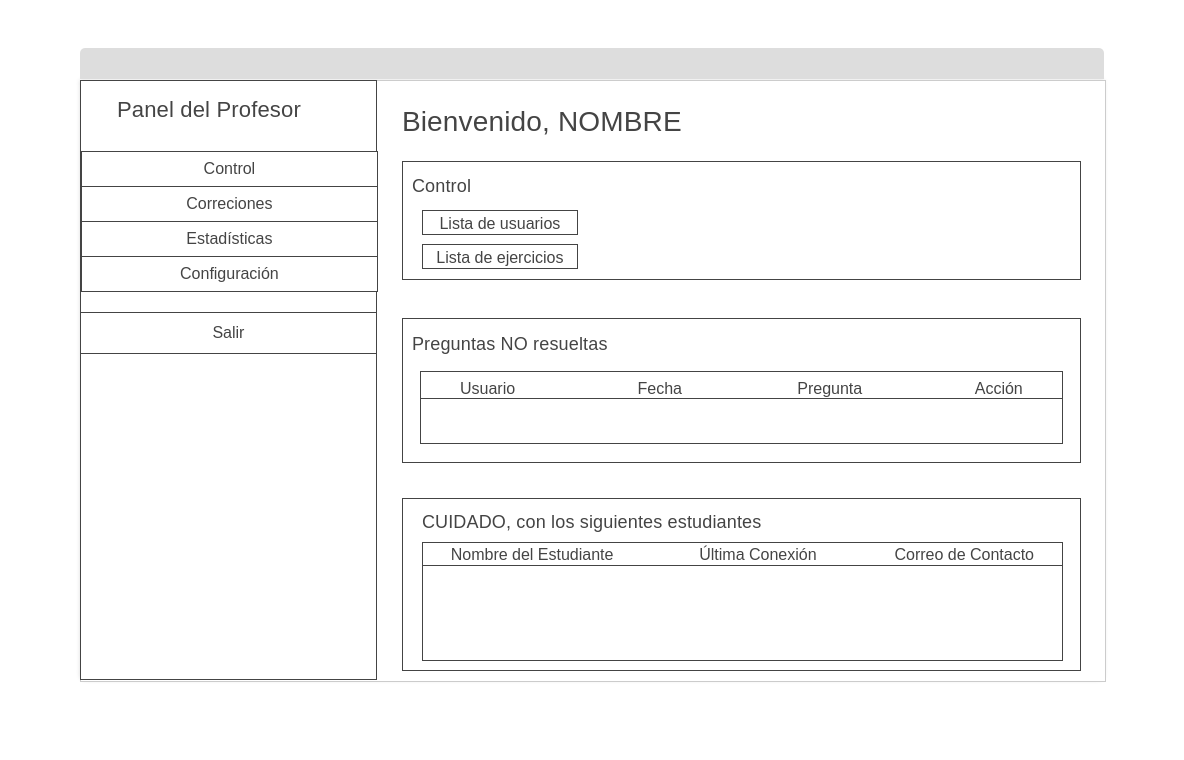 Panel del Profesor
Control
Correciones
Estadísticas
Configuración
Salir
Bienvenido, NOMBRE
Control
Lista de usuarios
Lista de ejercicios
Preguntas NO resueltas
Usuario Fecha Pregunta Acción
CUIDADO, con los siguientes estudiantes
Nombre del Estudiante Última Conexión Correo de Contacto